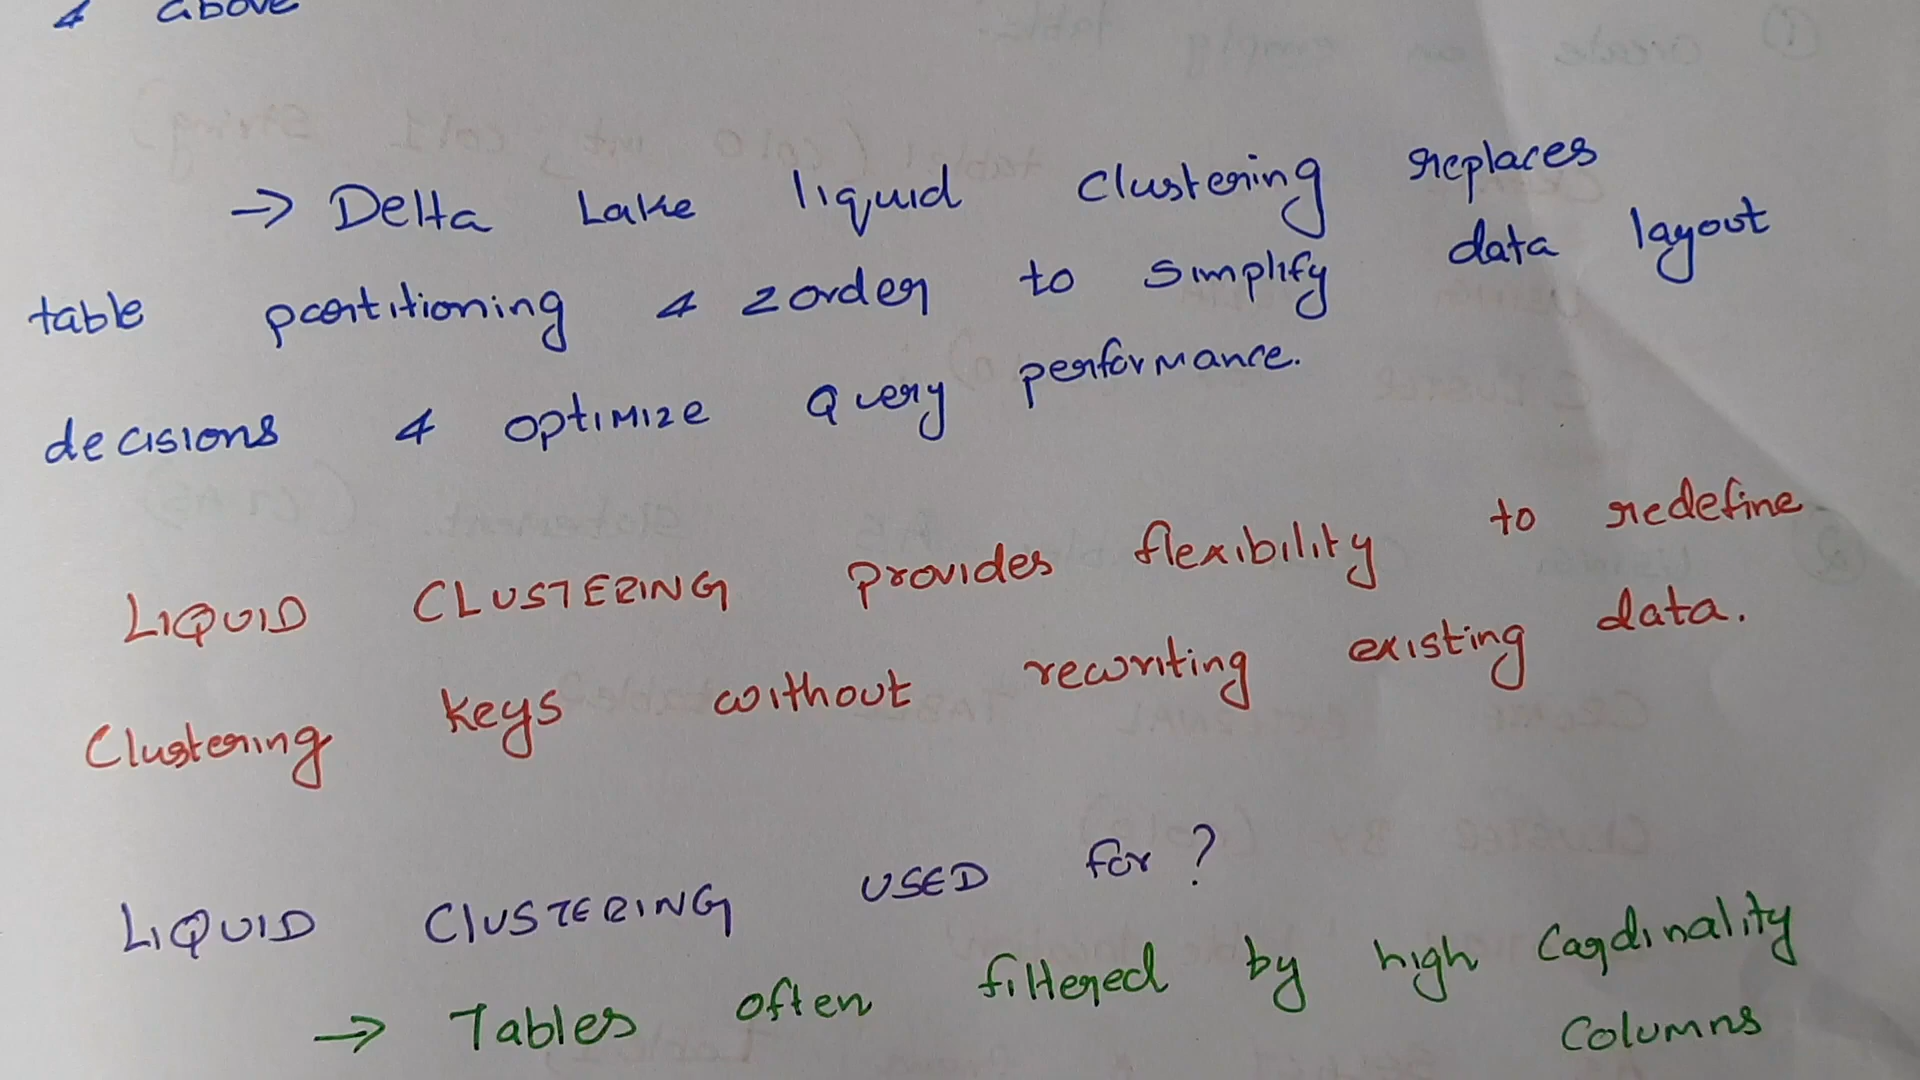 & above
→ Delta Lake liquid clustering replaces
table partitioning & zorder to simplify data layout
decisions & optimize Query performance.
LIQUID CLUSTERING provides flexibility to redefine
Clustering keys without rewriting existing data.
LIQUID ClUSTERING USED for?
→ Tables often filtered by high Cardinality
Columns